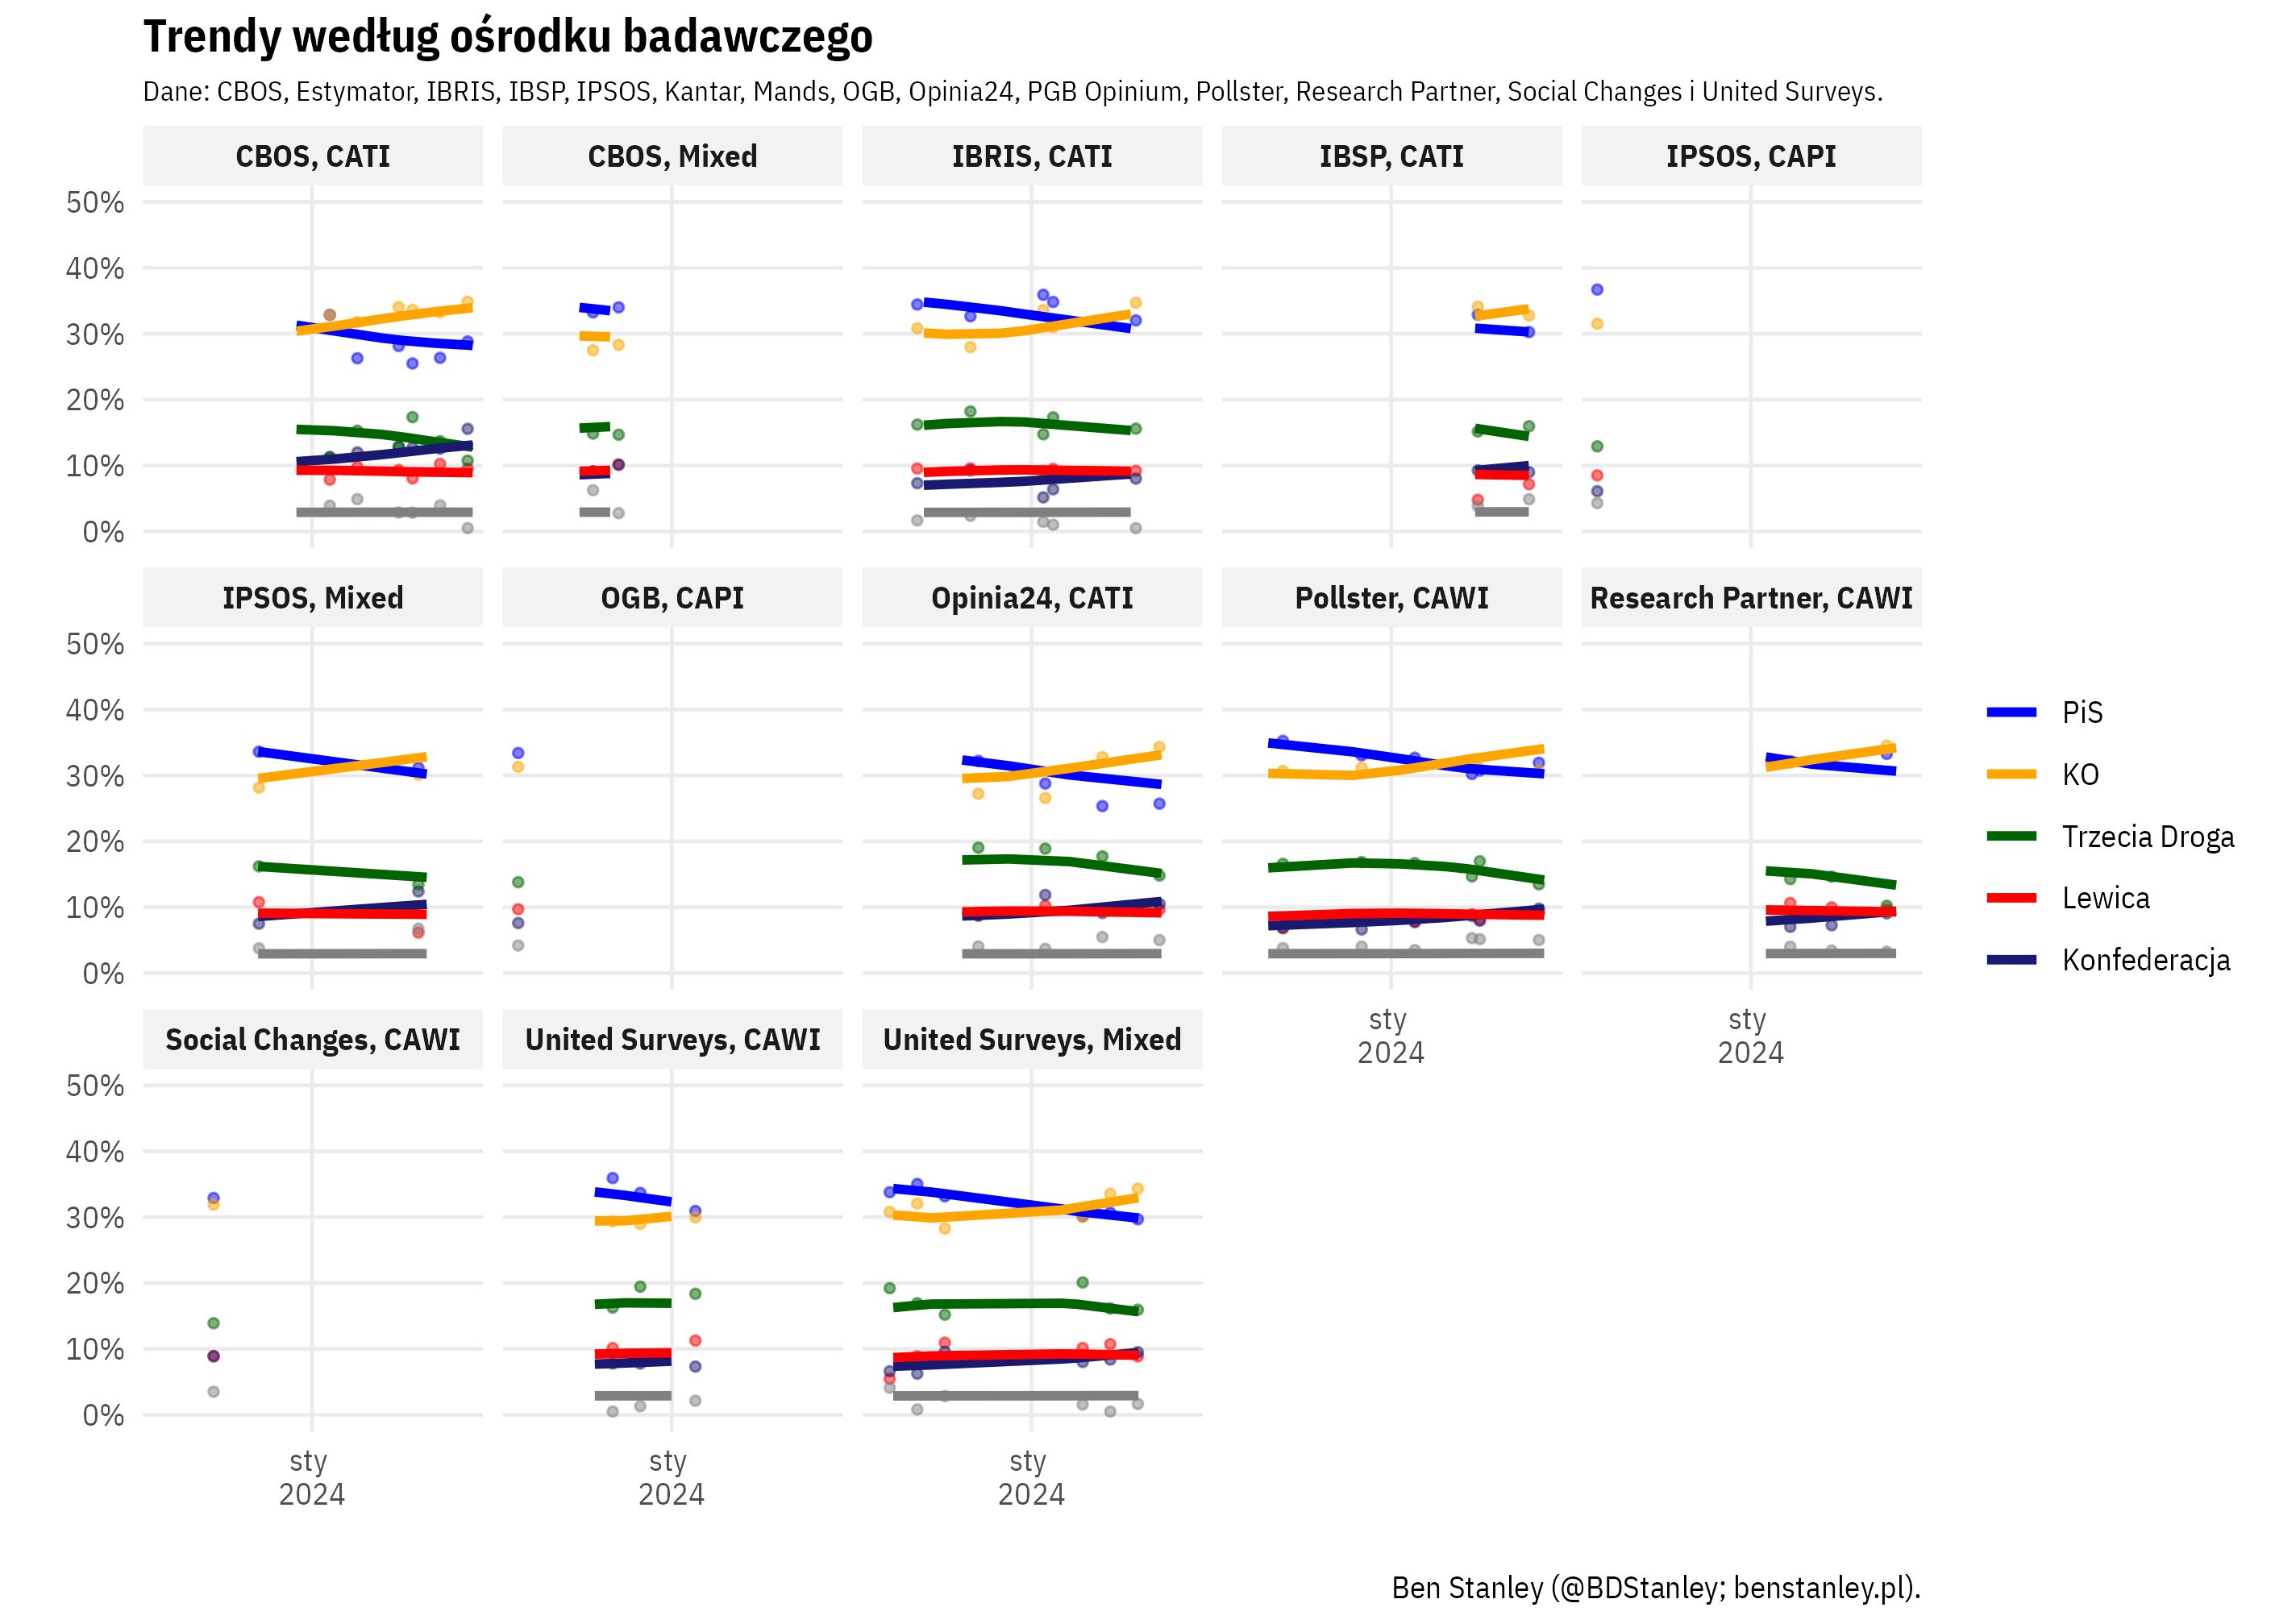 Trendy według ośrodku badawczego
Dane: CBOS, Estymator, IBRIS, IBSP, IPSOS, Kantar, Mands, OGB, Opinia24, PGB Opinium, Pollster, Research Partner, Social Changes i United Surveys.
CBOS, CATI
CBOS, Mixed
IBRIS, CATI
IBSP, CATI
IPSOS, CAPI
50%
40%
30%
20%
10%
0%
IPSOS, Mixed
OGB, CAPI
Opinia24, CATI
Pollster, CAWI
Research Partner, CAWI
50%
40%
30%
20%
10%
0%
sty
2024
sty
2024
Social Changes, CAWI
United Surveys, CAWI
United Surveys, Mixed
50%
40%
30%
20%
10%
0%
sty
2024
sty
2024
sty
2024
PiS
KO
Trzecia Droga
Lewica
Konfederacja
Ben Stanley (@BDStanley; benstanley.pl).